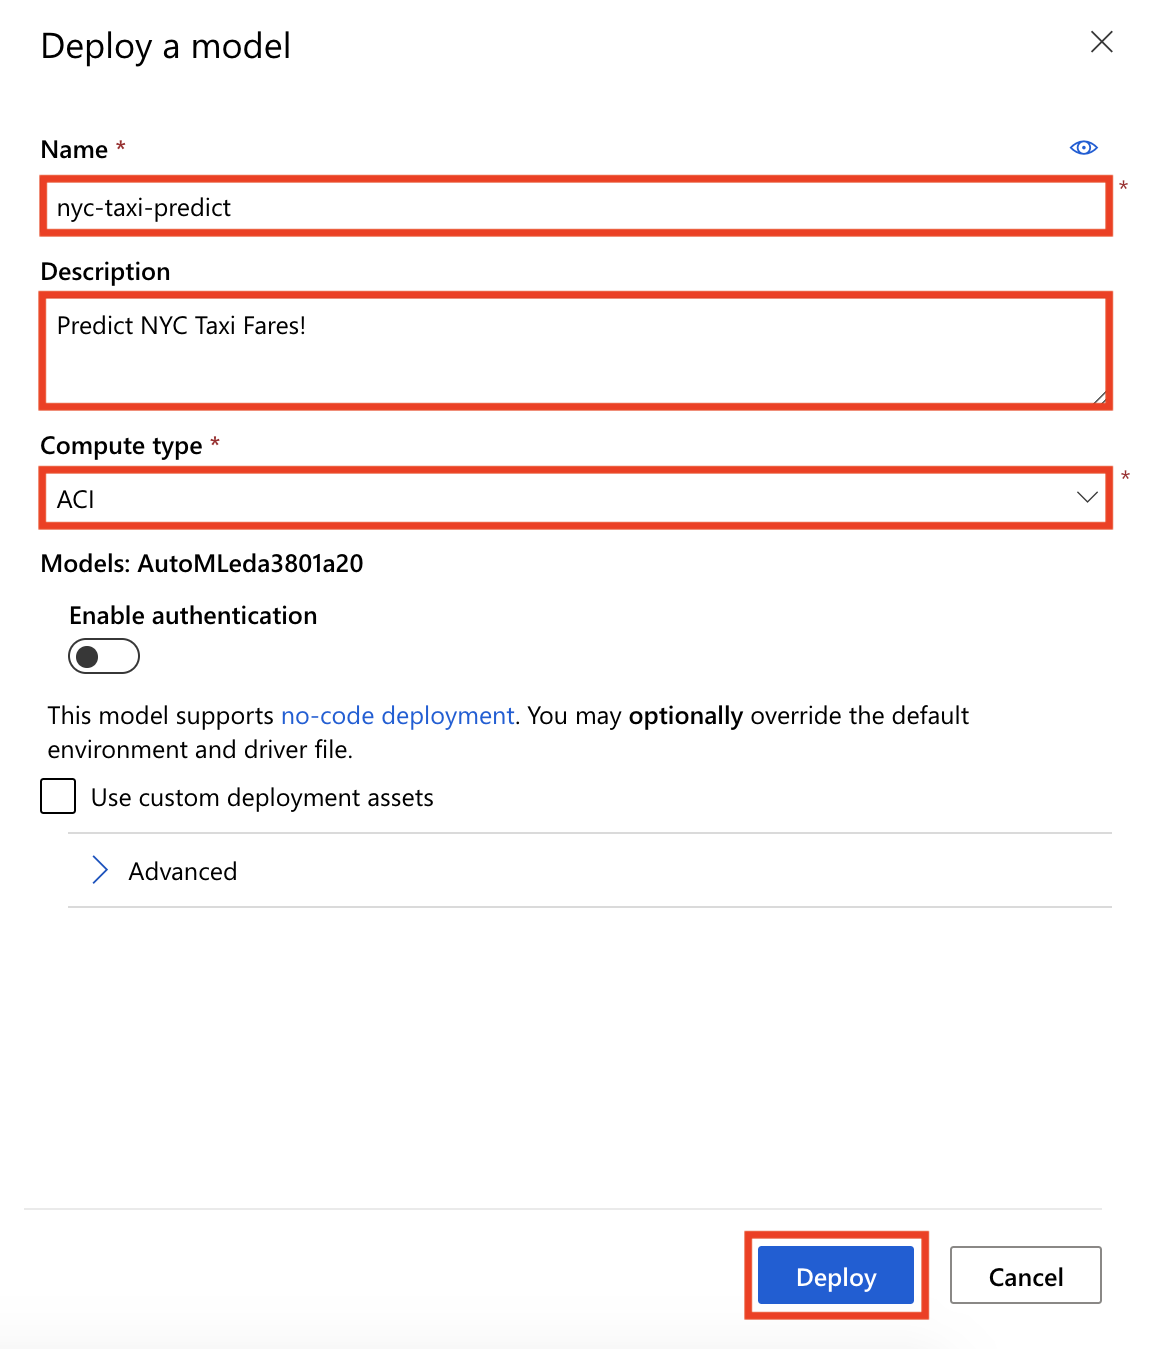 Deploy a model
Name *
nyc-taxi-predict
*
Description
Predict NYC Taxi Fares!
Compute type *
ACI
*
Models: AutoMLeda3801a20
Enable authentication
This model supports no-code deployment. You may optionally override the default
environment and driver file.
Use custom deployment assets
Advanced
Deploy
Cancel